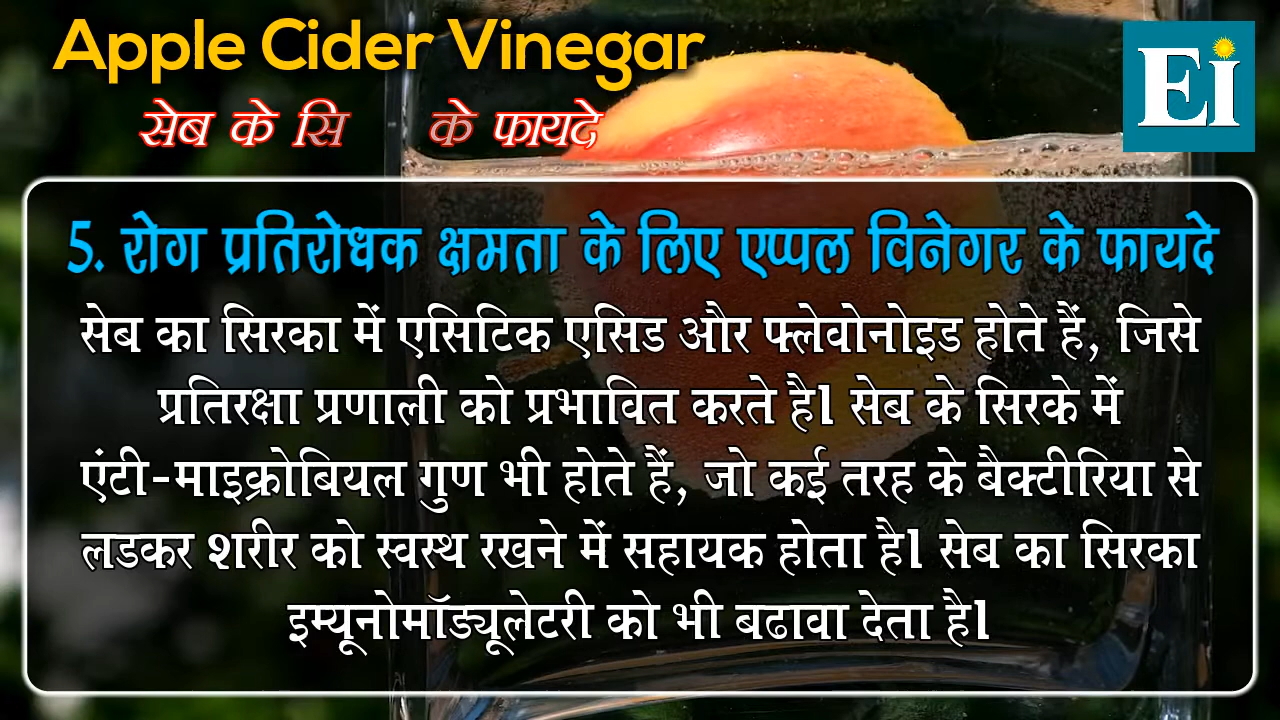 Apple Cider Vinegar
Ei
सेब के सि के फायदे
5. रोग प्रतिरोधक क्षमता के लिए एप्पल विनेगर के फायदे
सेब का सिरका में एसिटिक एसिड और फ्लेवोनोइड होते हैं, जिसे
प्रतिरक्षा प्रणाली को प्रभावित करते है। सेब के सिरके में
एंटी-माइक्रोबियल गुण भी होते हैं, जो कई तरह के बैक्टीरिया से
लडकर शरीर को स्वस्थ रखने में सहायक होता है। सेब का सिरका
इम्यूनोमॉड्यूलेटरी को भी बढावा देता है।